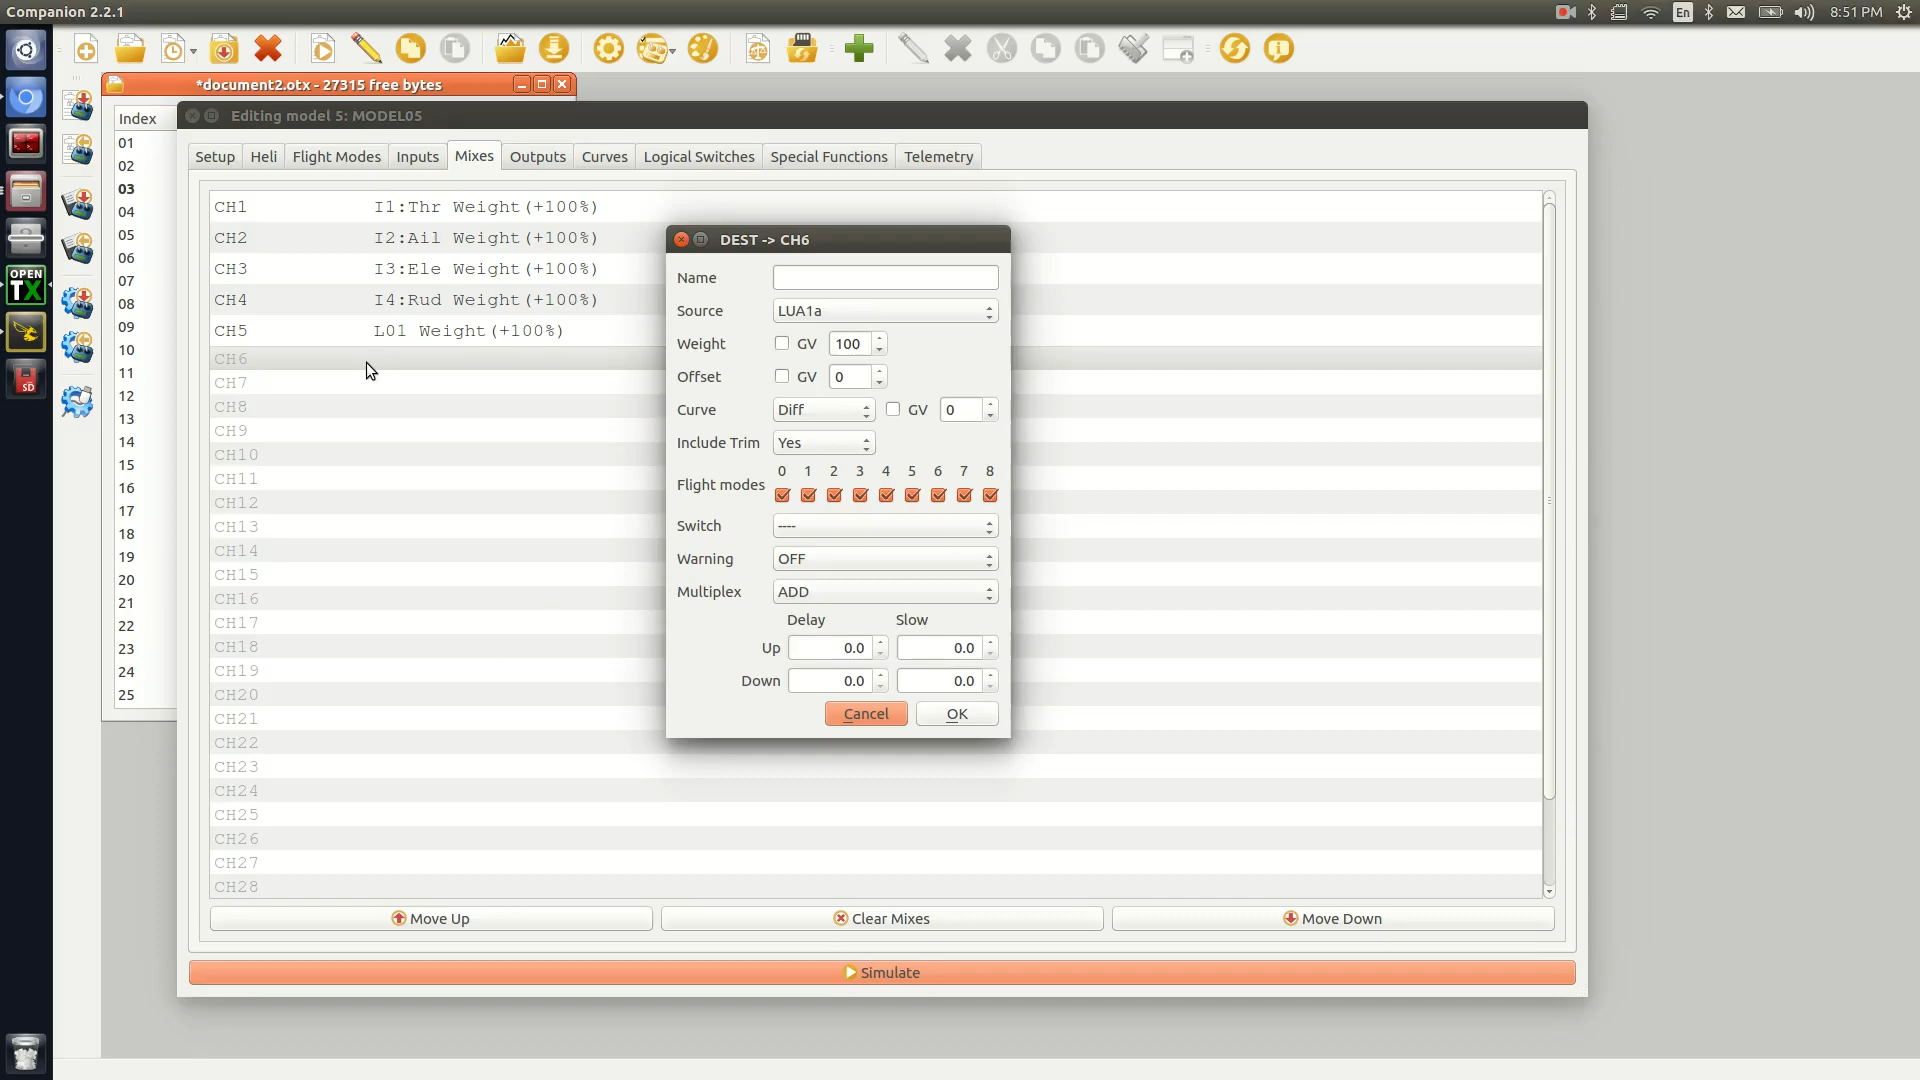 Companion 2.2.1
En
8:51 PM
*document2.otx - 27315 free bytes
Index
Editing model 5: MODEL05
Setup
Heli
Flight Modes
Inputs
Mixes
Outputs
Curves
Logical Switches
Special Functions
Telemetry
01
02
03
04
05
06
07
08
09
10
11
12
13
14
15
16
17
18
19
20
21
22
23
24
25
OPEN
TX
SD
CH1 I1:Thr Weight(+100%)
CH2 I2:Ail Weight(+100%)
CH3 I3:Ele Weight(+100%)
CH4 I4:Rud Weight(+100%)
CH5 L01 Weight(+100%)
CH6
CH7
CH8
CH9
CH10
CH11
CH12
CH13
CH14
CH15
CH16
CH17
CH18
CH19
CH20
CH21
CH22
CH23
CH24
CH25
CH26
CH27
CH28
DEST -> CH6
Name
Source LUA1a
Weight GV 100
Offset GV 0
Curve Diff GV 0
Include Trim Yes
0 1 2 3 4 5 6 7 8
Flight modes
Switch ----
Warning OFF
Multiplex ADD
Delay Slow
Up 0.0 0.0
Down 0.0 0.0
Cancel OK
Move Up
Clear Mixes
Move Down
Simulate